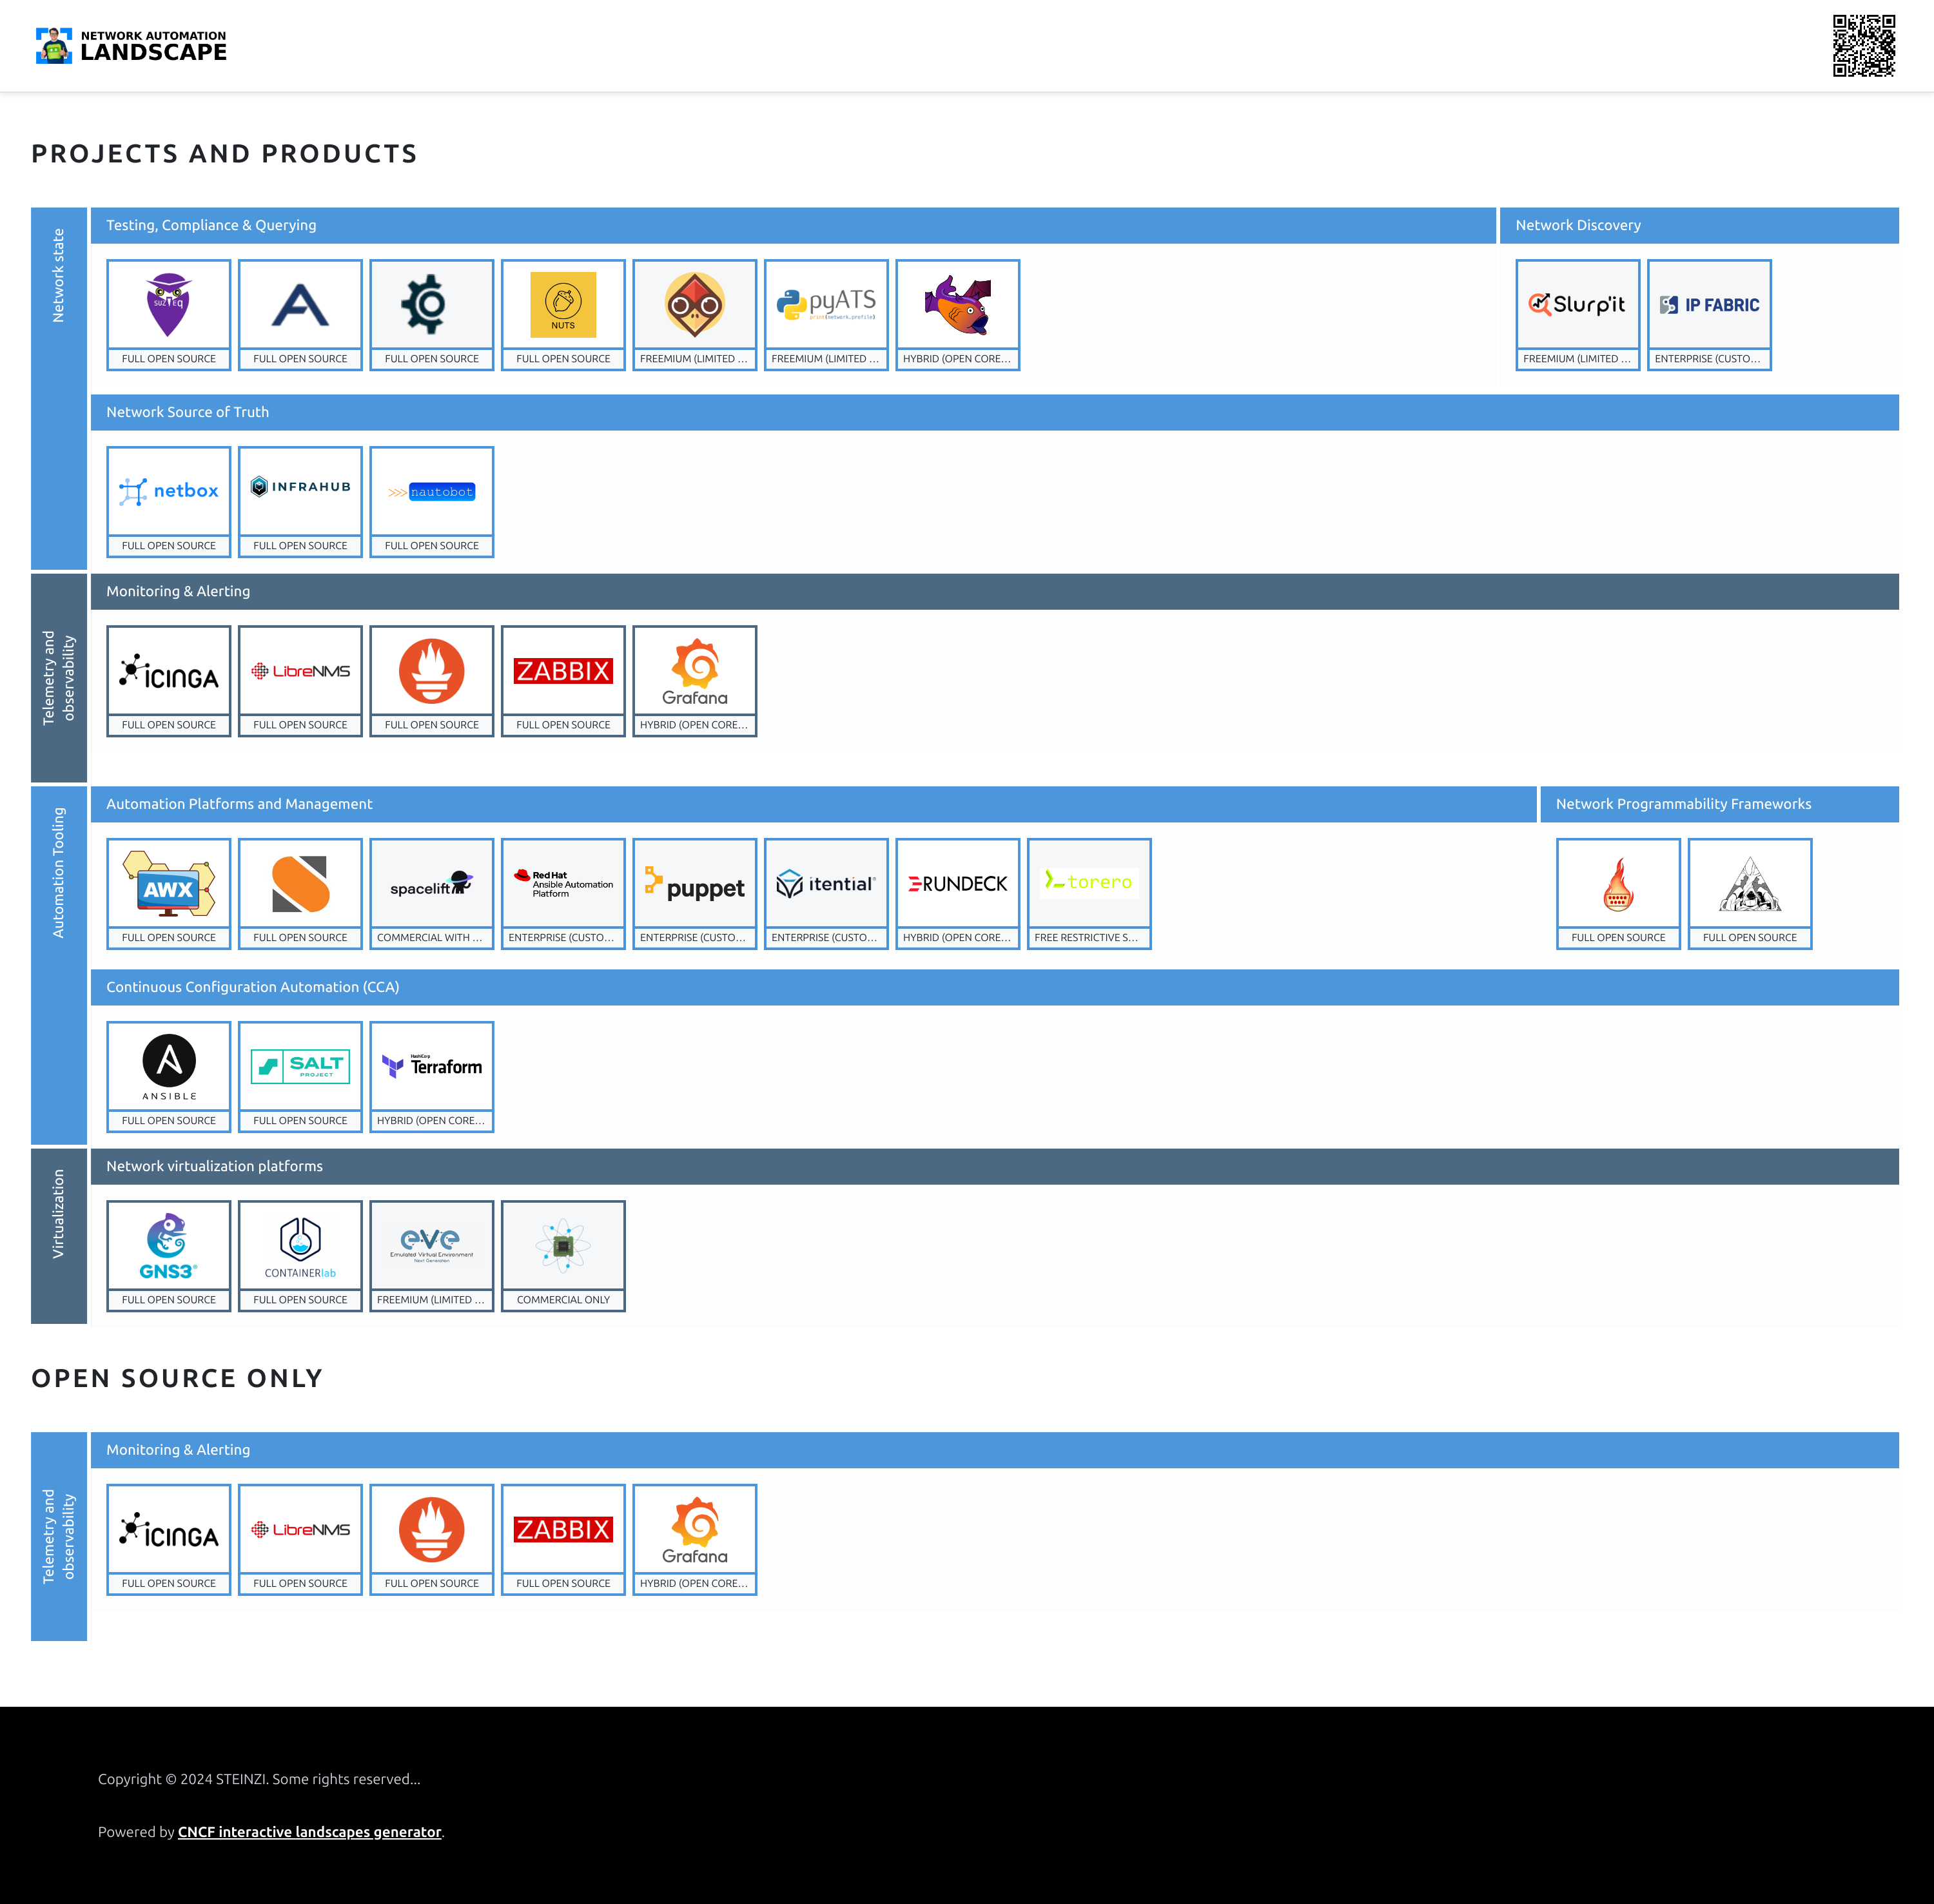 NETWORK AUTOMATION
LANDSCAPE
PROJECTS AND PRODUCTS
Network state
Testing, Compliance & Querying
SUZIEQ
FULL OPEN SOURCE
FULL OPEN SOURCE
FULL OPEN SOURCE
NUTS
FULL OPEN SOURCE
FREEMIUM (LIMITED ...
pyATS
print(network.profile)
FREEMIUM (LIMITED ...
HYBRID (OPEN CORE...
Network Discovery
Slurp'it
FREEMIUM (LIMITED ...
IP FABRIC
ENTERPRISE (CUSTO...
Network Source of Truth
netbox
FULL OPEN SOURCE
INFRAHUB
FULL OPEN SOURCE
>>> nautobot
FULL OPEN SOURCE
Telemetry and
observability
Monitoring & Alerting
ICINGA
FULL OPEN SOURCE
LibreNMS
FULL OPEN SOURCE
FULL OPEN SOURCE
ZABBIX
FULL OPEN SOURCE
Grafana
HYBRID (OPEN CORE...
Automation Tooling
Automation Platforms and Management
AWX
FULL OPEN SOURCE
FULL OPEN SOURCE
spacelift
COMMERCIAL WITH ...
Red Hat
Ansible Automation
Platform
ENTERPRISE (CUSTO...
puppet
ENTERPRISE (CUSTO...
itential
ENTERPRISE (CUSTO...
RUNDECK
HYBRID (OPEN CORE...
torero
FREE RESTRICTIVE S...
Network Programmability Frameworks
FULL OPEN SOURCE
FULL OPEN SOURCE
Continuous Configuration Automation (CCA)
ANSIBLE
FULL OPEN SOURCE
SALT
PROJECT
FULL OPEN SOURCE
HashiCorp
Terraform
HYBRID (OPEN CORE...
Virtualization
Network virtualization platforms
GNS3
FULL OPEN SOURCE
CONTAINERlab
FULL OPEN SOURCE
eve
Emulated Virtual Environment
Next Generation
FREEMIUM (LIMITED ...
COMMERCIAL ONLY
OPEN SOURCE ONLY
Telemetry and
observability
Monitoring & Alerting
ICINGA
FULL OPEN SOURCE
LibreNMS
FULL OPEN SOURCE
FULL OPEN SOURCE
ZABBIX
FULL OPEN SOURCE
Grafana
HYBRID (OPEN CORE...
Copyright © 2024 STEINZI. Some rights reserved...
Powered by CNCF interactive landscapes generator.